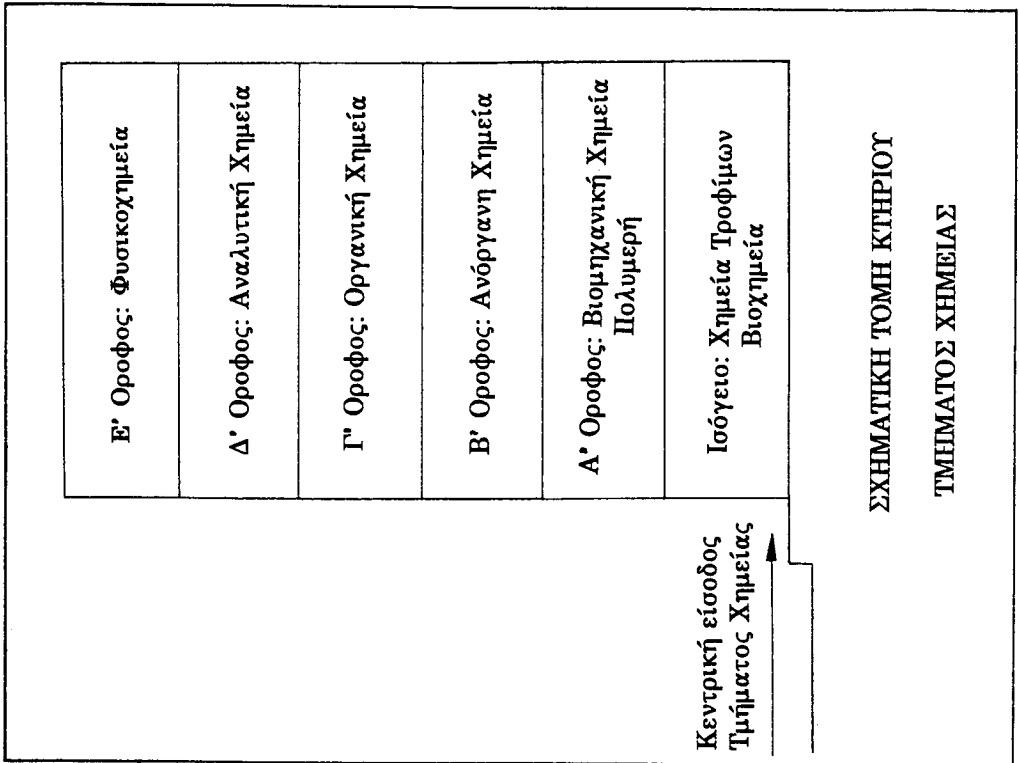 Ε' Οροφος: Φυσικοχημεία
Δ' Οροφος: Αναλυτική Χημεία
Γ' Οροφος: Οργανική Χημεία
Β' Οροφος: Ανόργανη Χημεία
Α' Οροφος: Βιομηχανική Χημεία
Πολυμερή
Ισόγειο: Χημεία Τροφίμων
Βιοχημεία
Κεντρική είσοδος
Τμήματος Χημείας
ΣΧΗΜΑΤΙΚΗ ΤΟΜΗ ΚΤΗΡΙΟΥ
ΤΜΗΜΑΤΟΣ ΧΗΜΕΙΑΣ